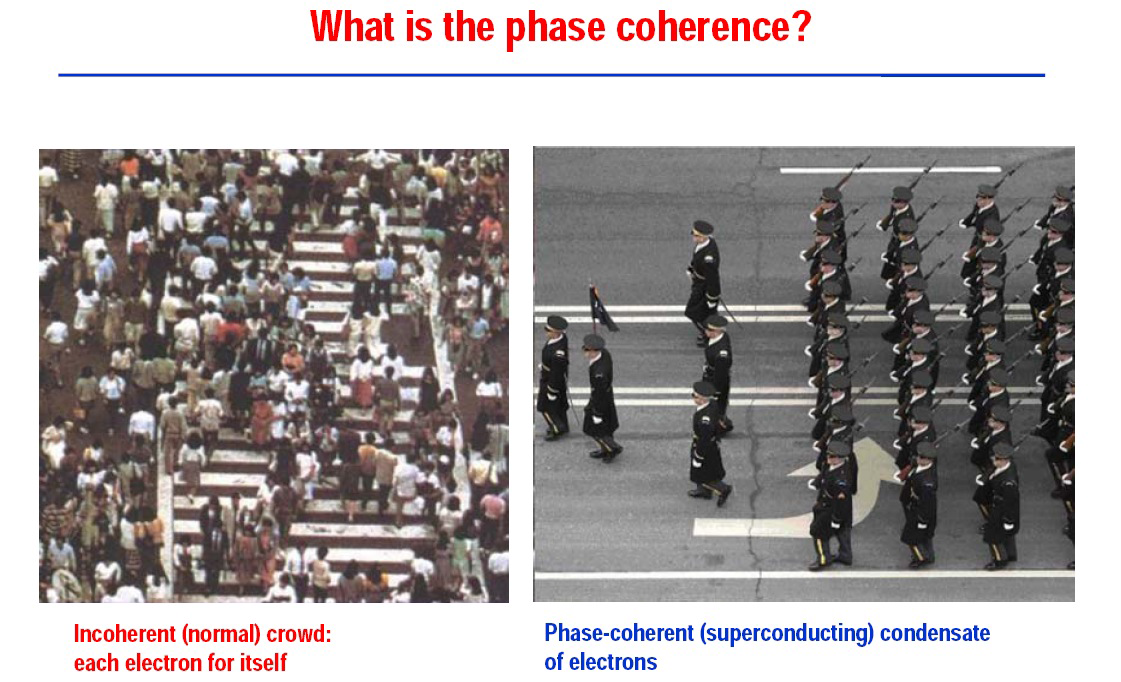 What is the phase coherence?
Incoherent (normal) crowd:
each electron for itself
Phase-coherent (superconducting) condensate
of electrons